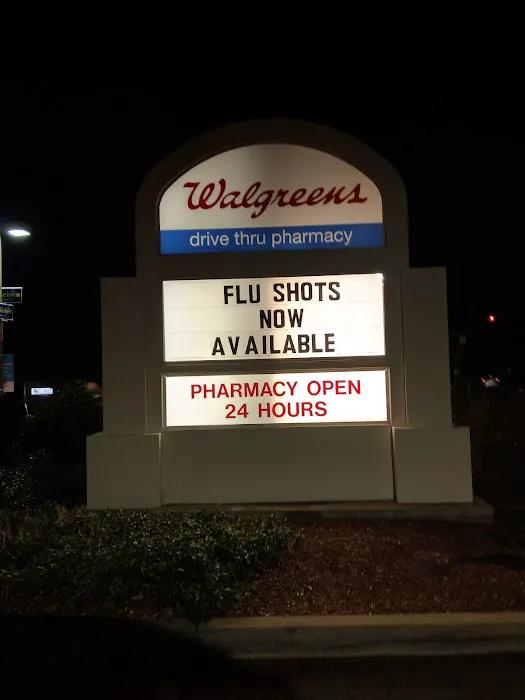 Walgreens
drive thru pharmacy
FLU SHOTS
NOW
AVAILABLE
PHARMACY OPEN
24 HOURS